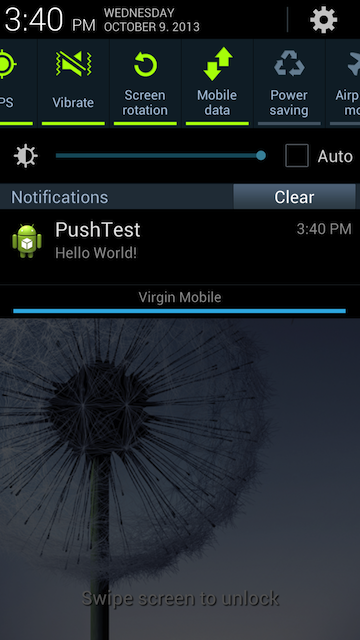 3:40 PM WEDNESDAY
OCTOBER 9, 2013
PS
Vibrate
Screen
rotation
Mobile
data
Power
saving
Airp
mo
Auto
Notifications Clear
PushTest 3:40 PM
Hello World!
Virgin Mobile
Swipe screen to unlock